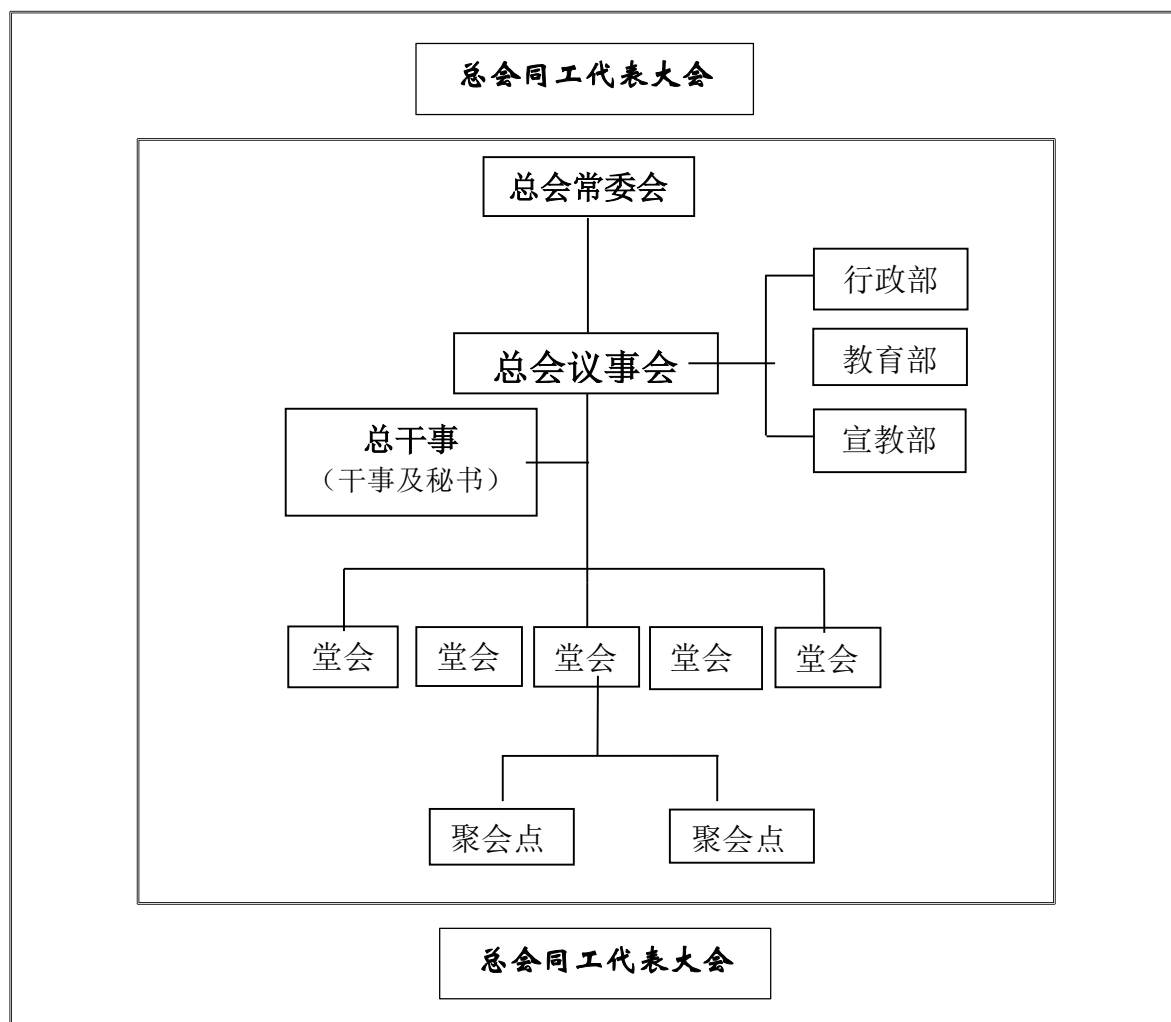 总会同工代表大会
总会常委会
行政部
总会议事会
教育部
总干事
（干事及秘书）
宣教部
堂会
堂会
堂会
堂会
堂会
聚会点
聚会点
总会同工代表大会